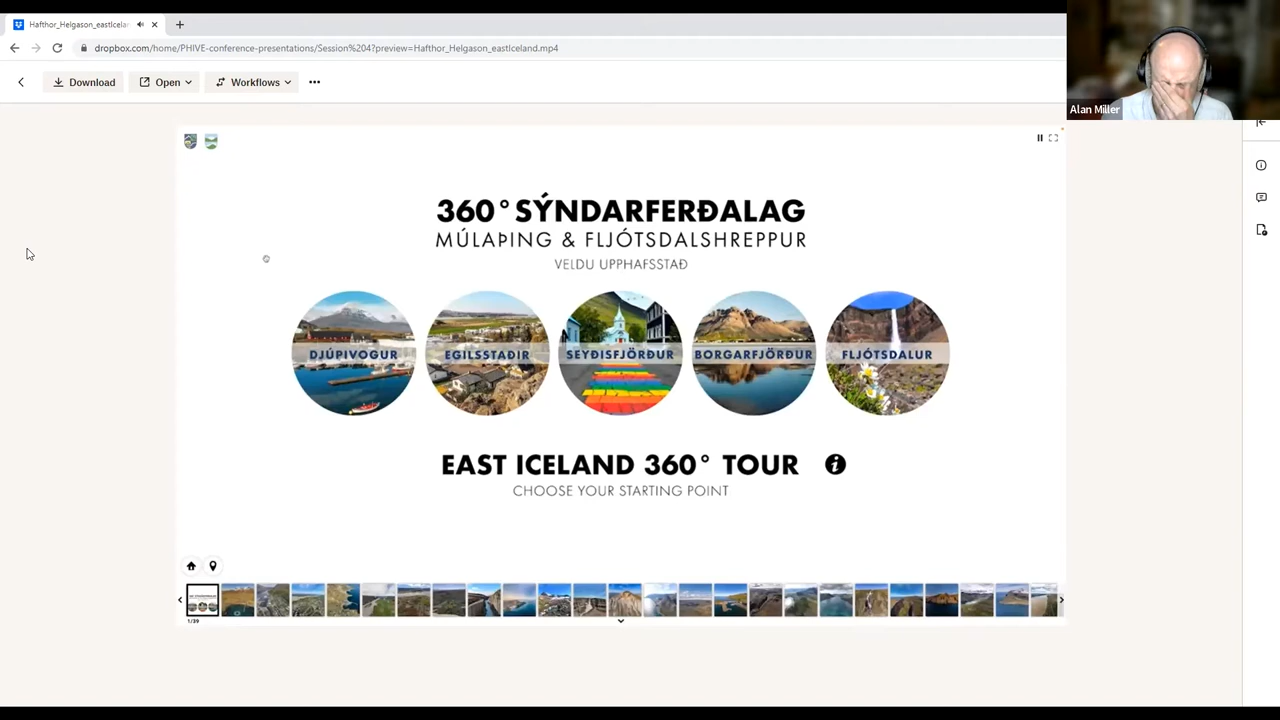 Hafthor_Helgason_eastIcelan
dropbox.com/home/PHIVE-conference-presentations/Session%204?preview=Hafthor_Helgason_eastIceland.mp4
Download
Open
Workflows
Alan Miller
360° SÝNDARFERÐALAG
MÚLAÞING & FLJÓTSDALSHREPPUR
VELDU UPPHAFSSTAÐ
DJÚPIVOGUR
EGILSSTAÐIR
SEYÐISFJÖRÐUR
BORGARFJÖRÐUR
FLJÓTSDALUR
EAST ICELAND 360° TOUR i
CHOOSE YOUR STARTING POINT
1/39